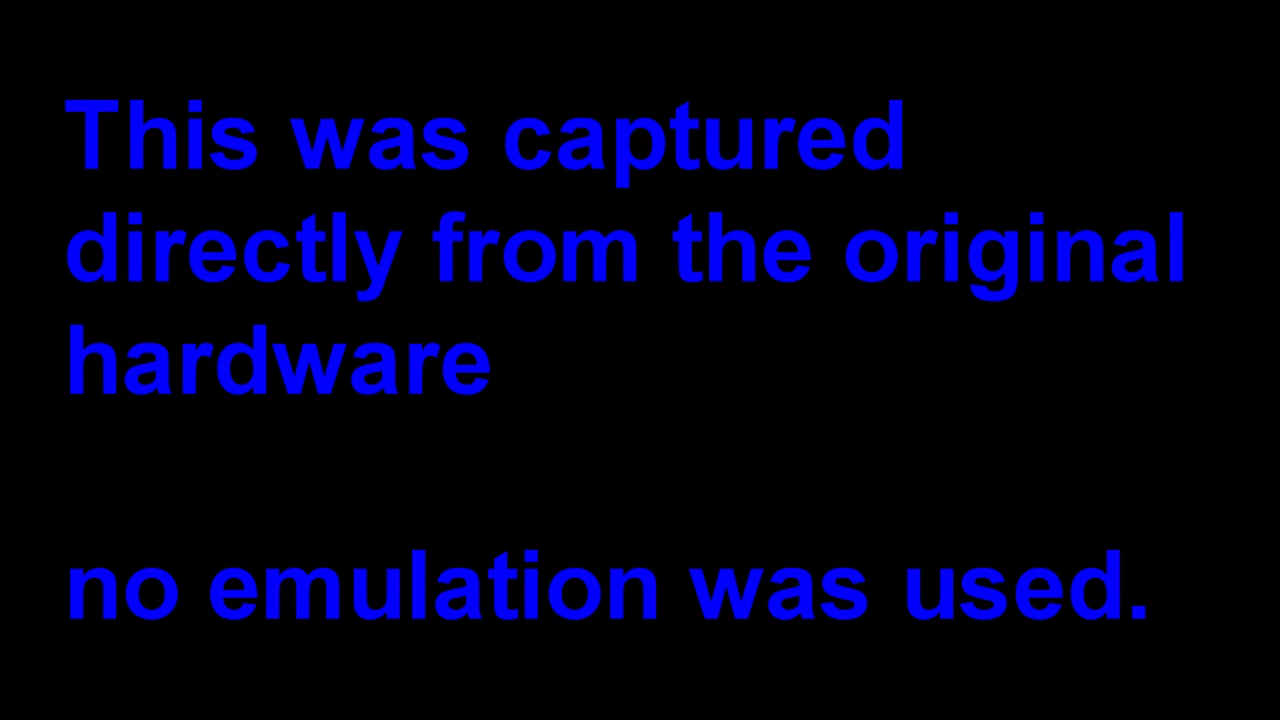 This was captured
directly from the original
hardware
no emulation was used.